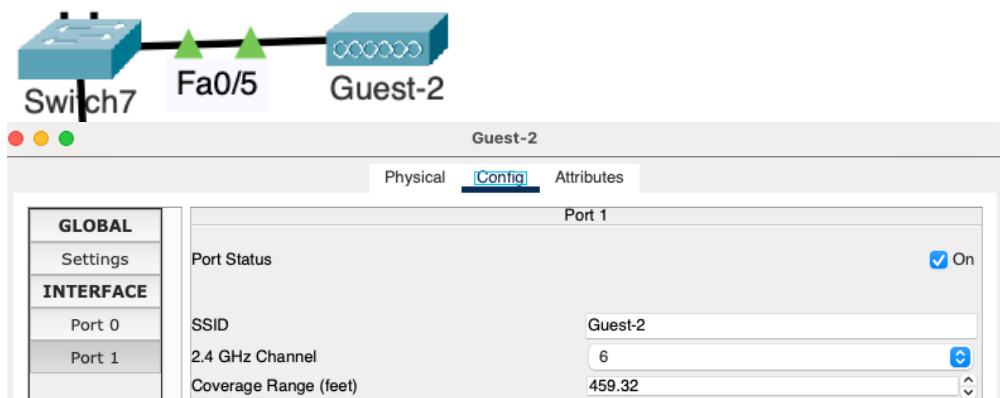 Switch7
Fa0/5
Guest-2
Guest-2
Physical Config Attributes
GLOBAL
Settings
INTERFACE
Port 0
Port 1
Port 1
Port Status On
SSID Guest-2
2.4 GHz Channel 6
Coverage Range (feet) 459.32